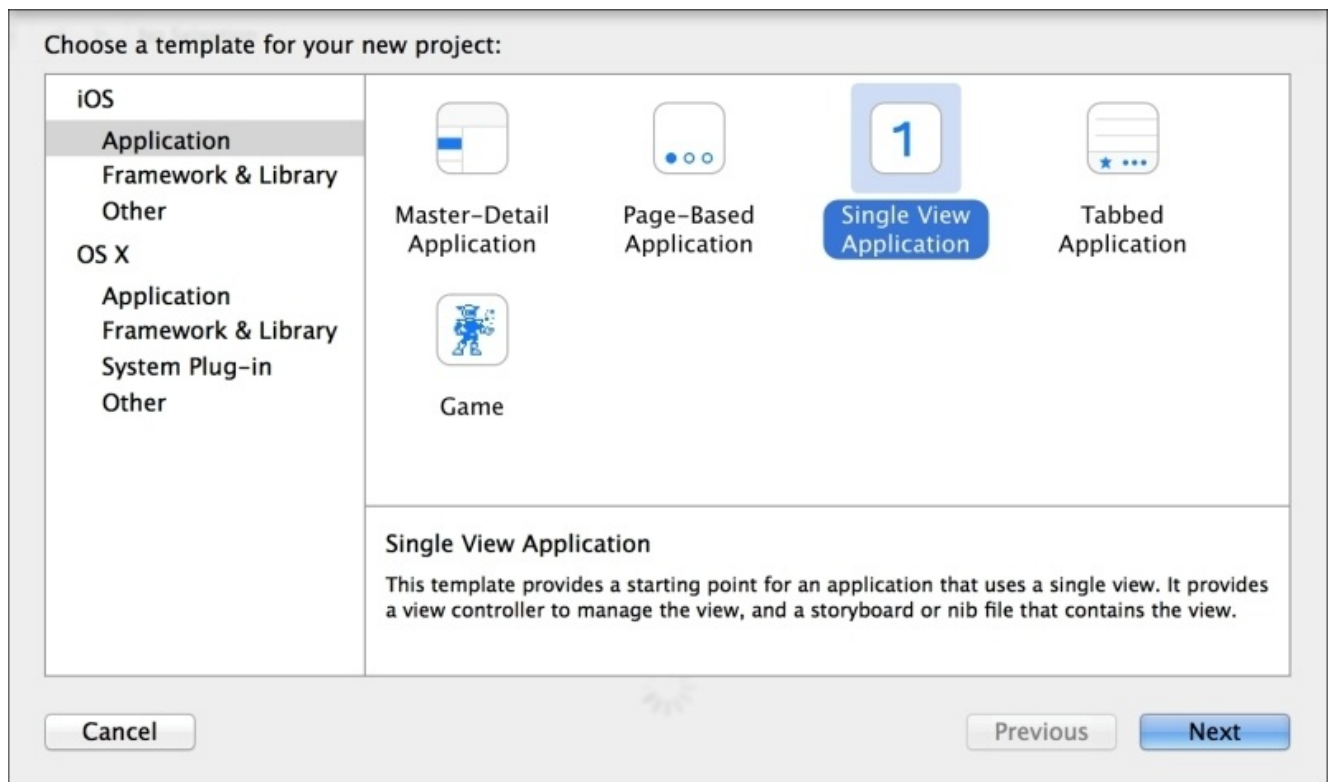 Choose a template for your new project:
iOS
Application
Framework & Library
Other
OS X
Application
Framework & Library
System Plug-in
Other
Master-Detail
Application
Page-Based
Application
1
Single View
Application
Tabbed
Application
Game
Single View Application
This template provides a starting point for an application that uses a single view. It provides
a view controller to manage the view, and a storyboard or nib file that contains the view.
Cancel
Previous
Next